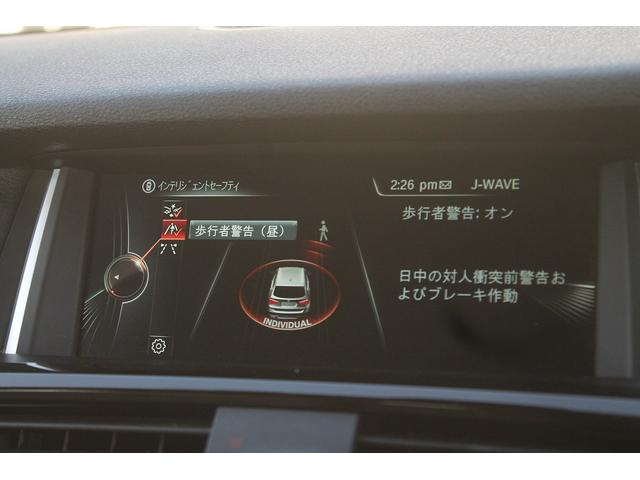 インテリジェントセーフティ
2:26 pm J-WAVE
歩行者警告: オン
歩行者警告（昼）
日中の対人衝突前警告お
よびブレーキ作動
INDIVIDUAL